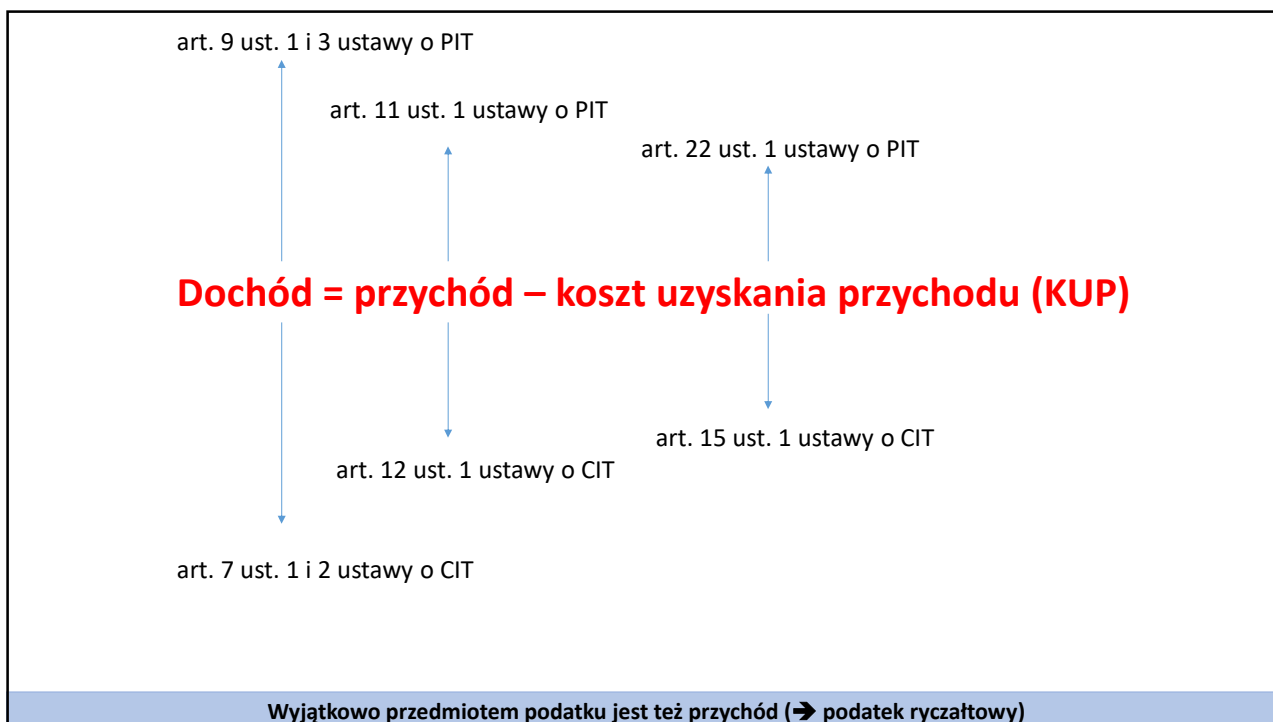 art. 9 ust. 1 i 3 ustawy o PIT
art. 11 ust. 1 ustawy o PIT
art. 22 ust. 1 ustawy o PIT
Dochód = przychód – koszt uzyskania przychodu (KUP)
art. 15 ust. 1 ustawy o CIT
art. 12 ust. 1 ustawy o CIT
art. 7 ust. 1 i 2 ustawy o CIT
Wyjątkowo przedmiotem podatku jest też przychód (➔ podatek ryczałtowy)